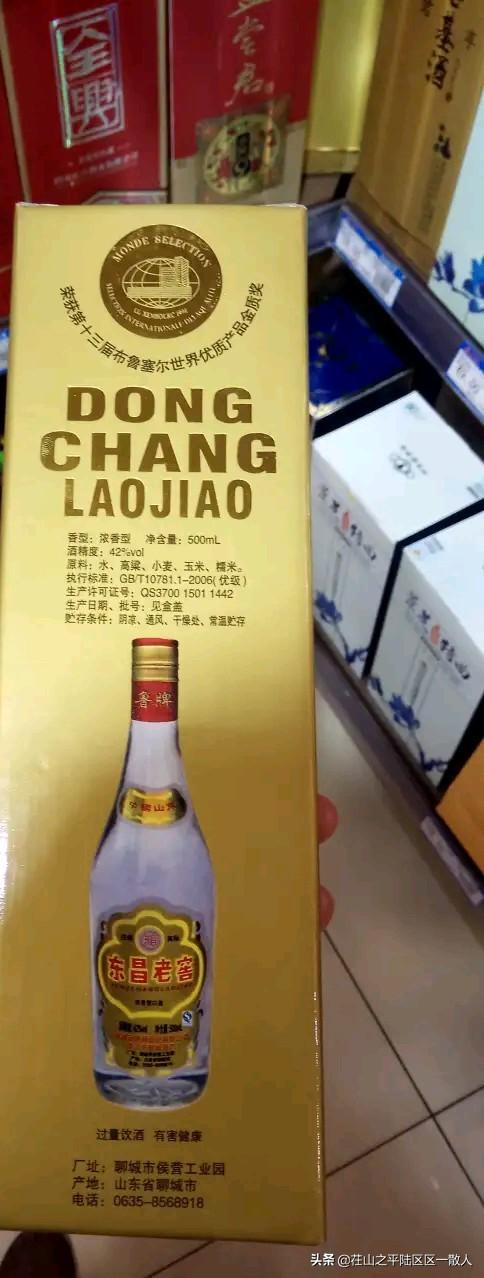 MONDE SELECTION
荣获第十三届布鲁塞尔世界优质产品金质奖
DONG
CHANG
LAOJIAO
香型：浓香型 净含量：500mL
酒精度：42%vol
原料：水、高粱、小麦、玉米、糯米。
执行标准：GB/T10781.1-2006(优级)
生产许可证号：QS3700 1501 1442
生产日期、批号：见盒盖
贮存条件：阴凉、通风、干燥处、常温贮存
鲁牌
东昌老窖
过量饮酒 有害健康
厂址：聊城市侯营工业园
产地：山东省聊城市
电话：0635-8568918
头条 @茌山之平陆区区一散人